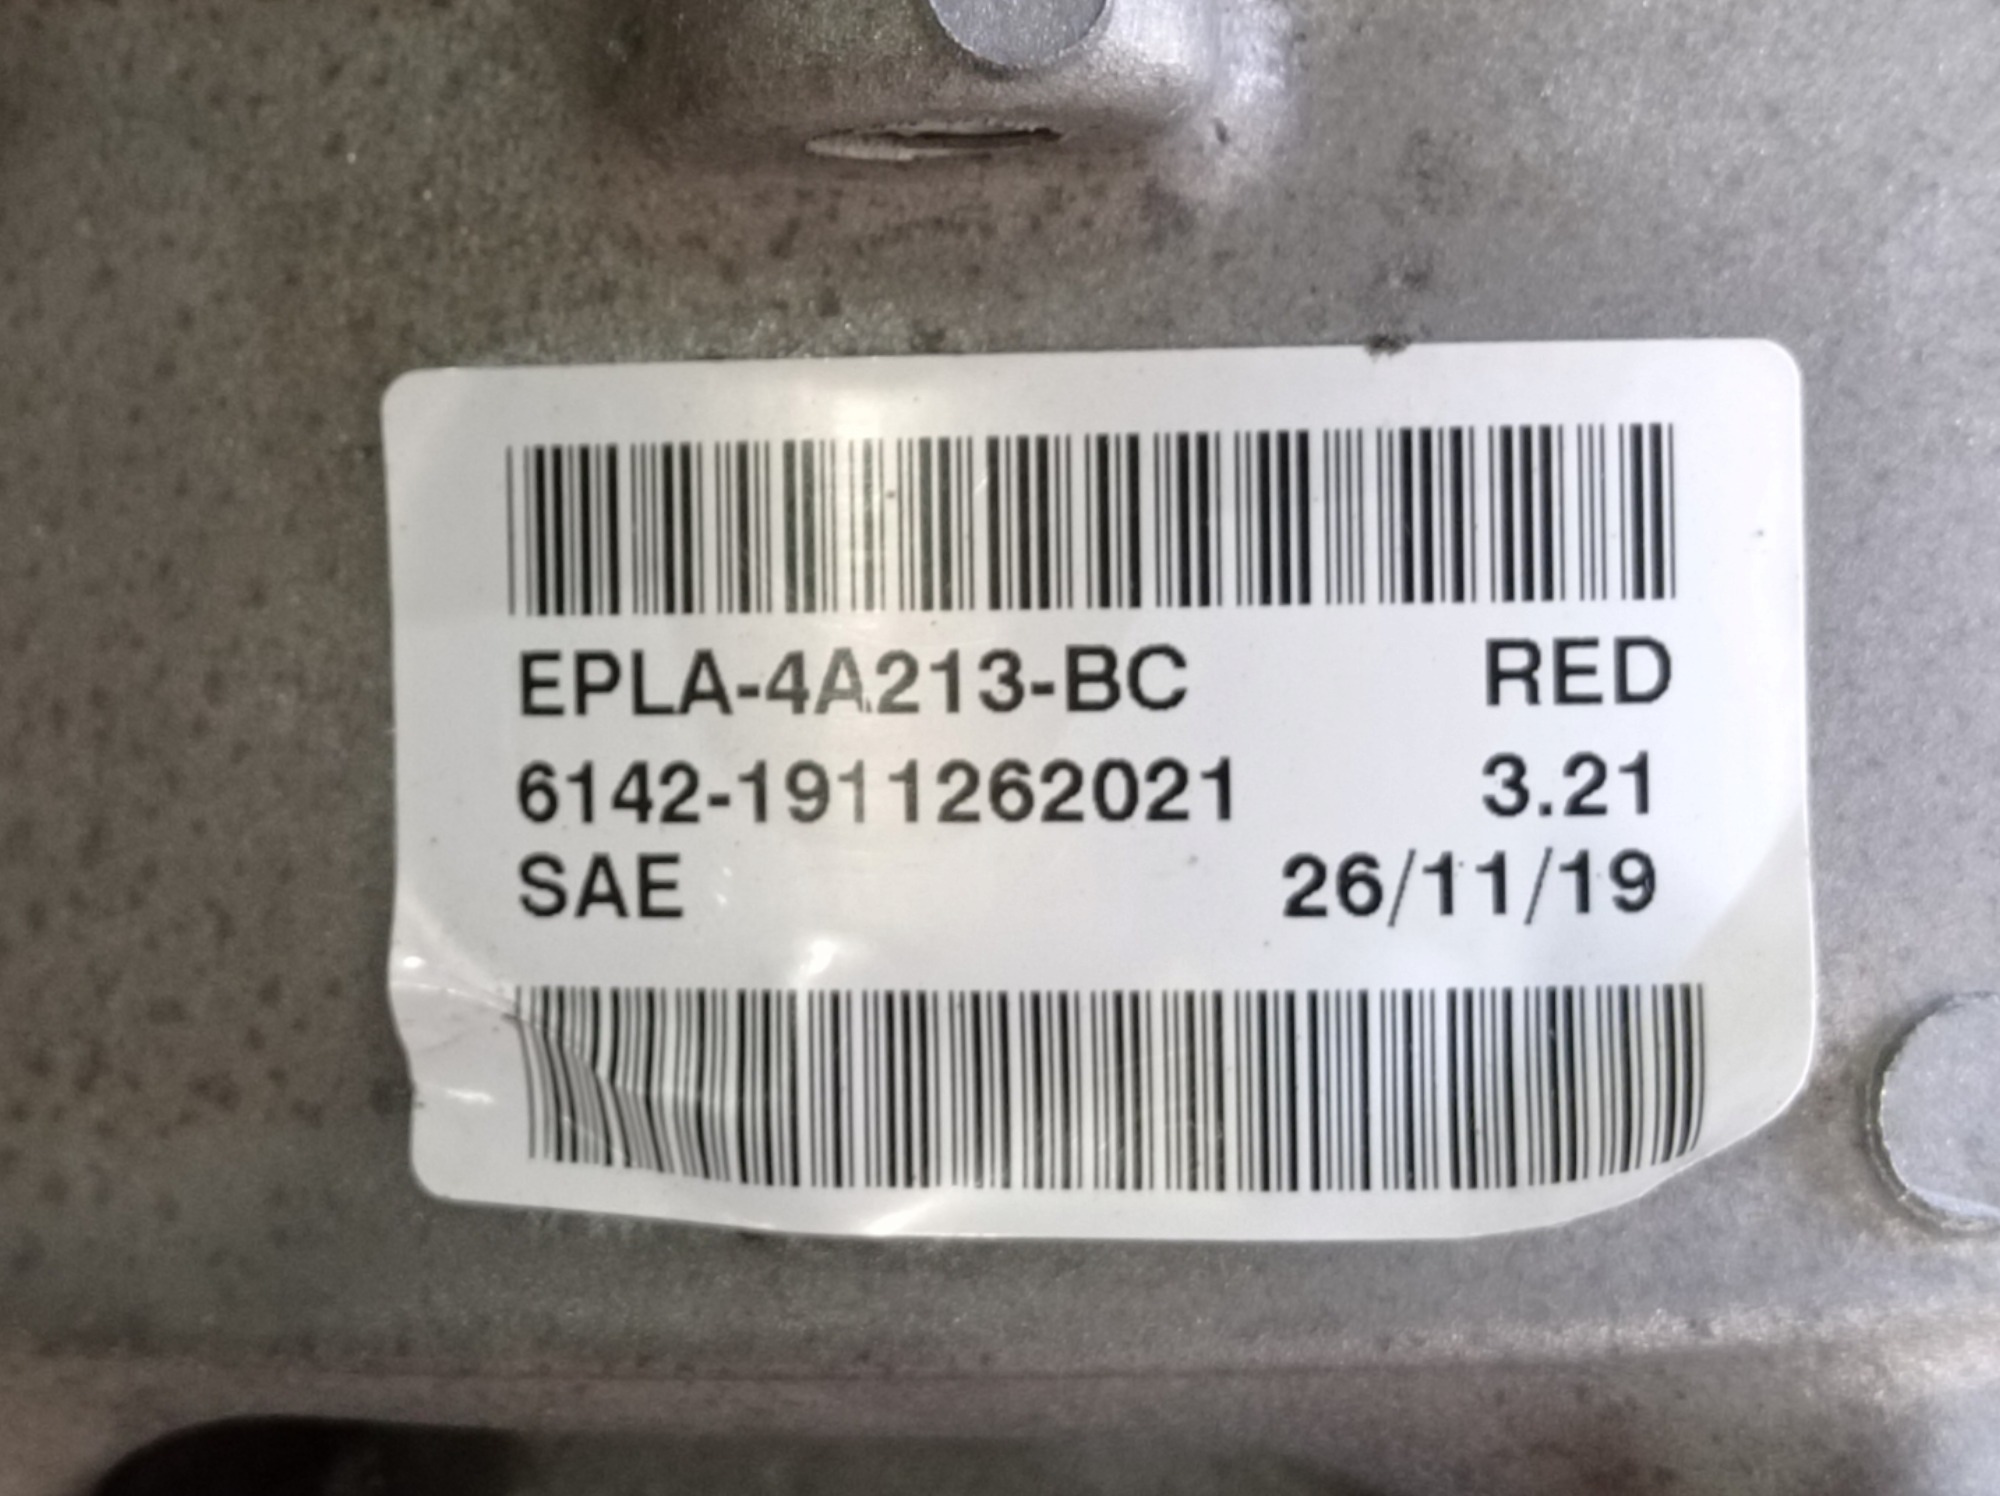 EPLA-4A213-BC RED
6142-1911262021 3.21
SAE 26/11/19